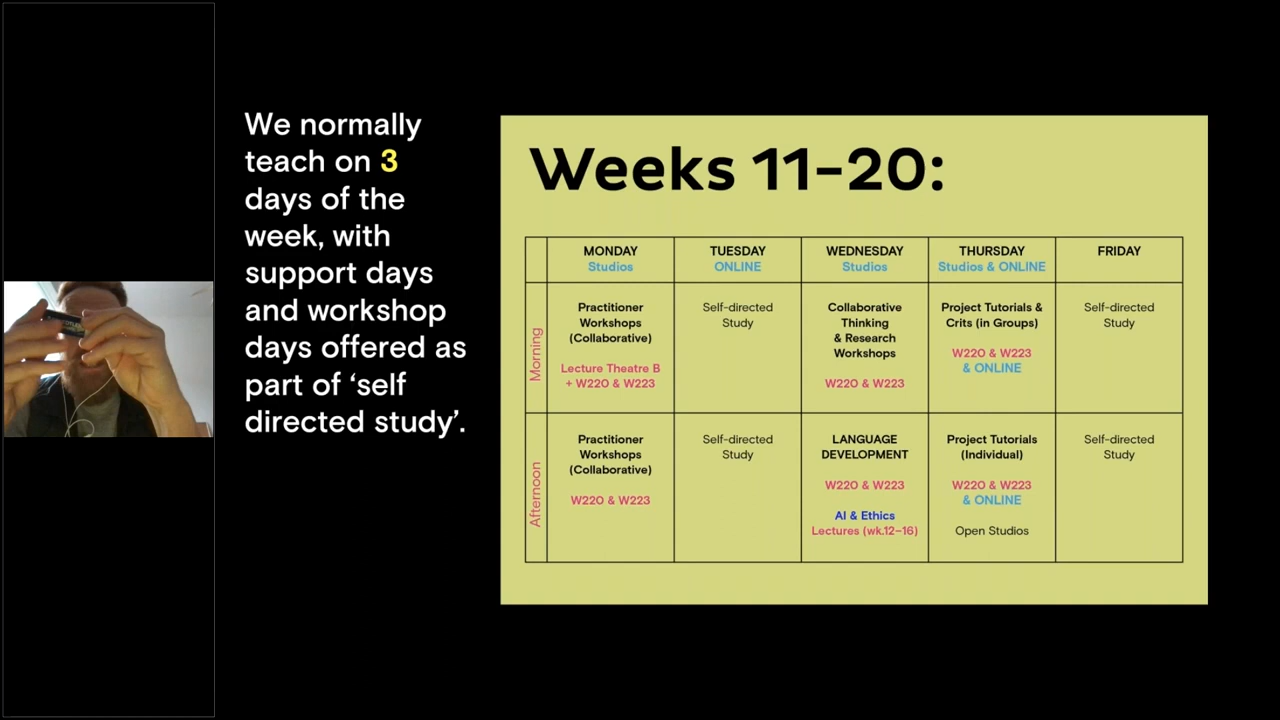 We normally
teach on 3
days of the
week, with
support days
and workshop
days offered as
part of ‘self
directed study’.
Weeks 11–20:
MONDAY
Studios
TUESDAY
ONLINE
WEDNESDAY
Studios
THURSDAY
Studios & ONLINE
FRIDAY
Morning
Practitioner
Workshops
(Collaborative)
Lecture Theatre B
+ W220 & W223
Self-directed
Study
Collaborative
Thinking
& Research
Workshops
W220 & W223
Project Tutorials &
Crits (in Groups)
W220 & W223
& ONLINE
Self-directed
Study
Afternoon
Practitioner
Workshops
(Collaborative)
W220 & W223
Self-directed
Study
LANGUAGE
DEVELOPMENT
W220 & W223
AI & Ethics
Lectures (wk.12–16)
Project Tutorials
(Individual)
W220 & W223
& ONLINE
Open Studios
Self-directed
Study